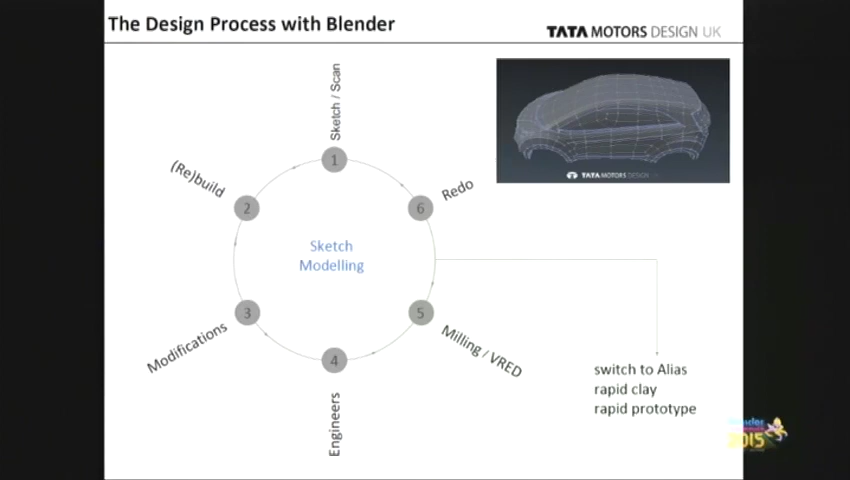 The Design Process with Blender
TATA MOTORS DESIGN UK
Sketch / Scan
1
(Re)build
2
Redo
6
Sketch
Modelling
TATA MOTORS DESIGN
3
Modifications
5
Milling / VRED
4
Engineers
switch to Alias
rapid clay
rapid prototype
2015